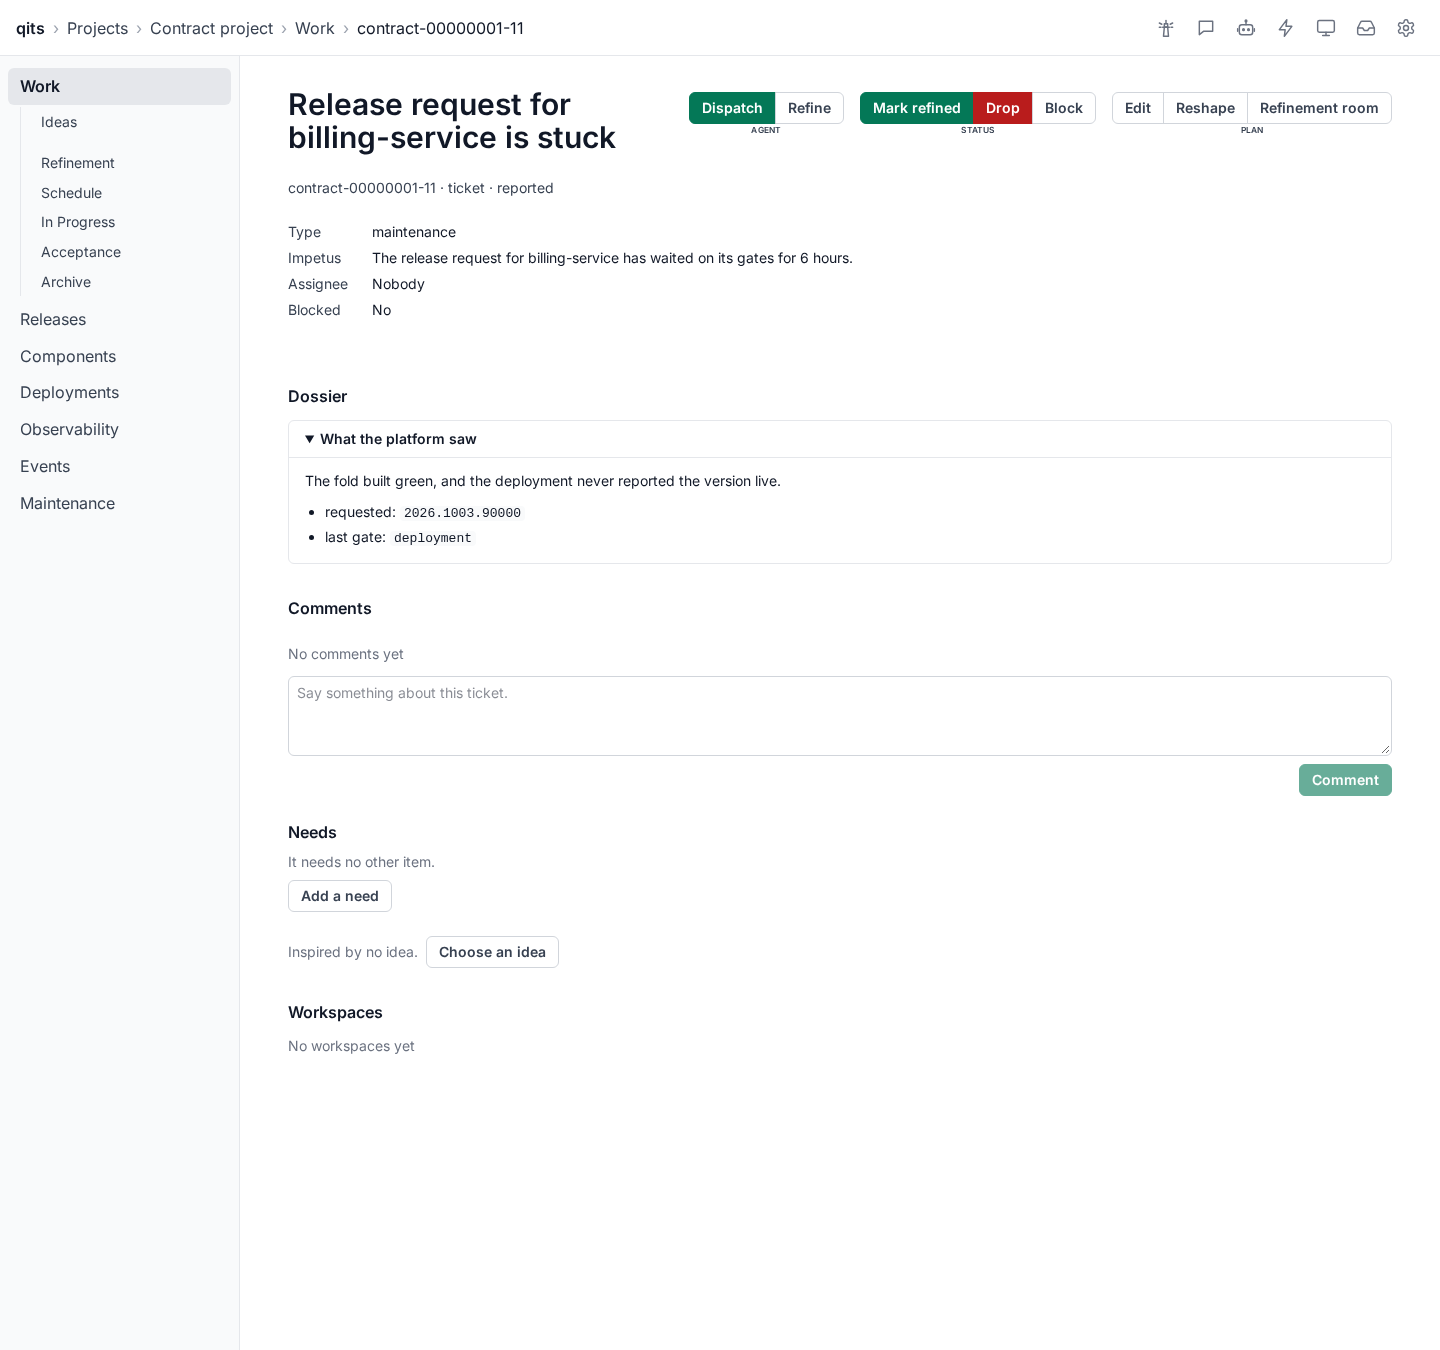 qits › Projects › Contract project › Work › contract-00000001-11
Work
Ideas
Refinement
Schedule
In Progress
Acceptance
Archive
Releases
Components
Deployments
Observability
Events
Maintenance
Release request for
billing-service is stuck
Dispatch Refine
AGENT
Mark refined Drop Block
STATUS
Edit Reshape Refinement room
PLAN
contract-00000001-11 · ticket · reported
Type maintenance
Impetus The release request for billing-service has waited on its gates for 6 hours.
Assignee Nobody
Blocked No
Dossier
▼ What the platform saw
The fold built green, and the deployment never reported the version live.
• requested: 2026.1003.90000
• last gate: deployment
Comments
No comments yet
Say something about this ticket.
Comment
Needs
It needs no other item.
Add a need
Inspired by no idea. Choose an idea
Workspaces
No workspaces yet